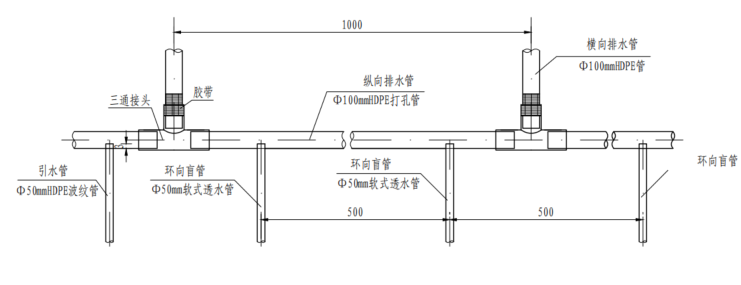 1000
横向排水管
Φ100mmHDPE管
纵向排水管
Φ100mmHDPE打孔管
胶带
三通接头
引水管
Φ50mmHDPE波纹管
环向盲管
Φ50mm软式透水管
环向盲管
Φ50mm软式透水管
环向盲管
500
500